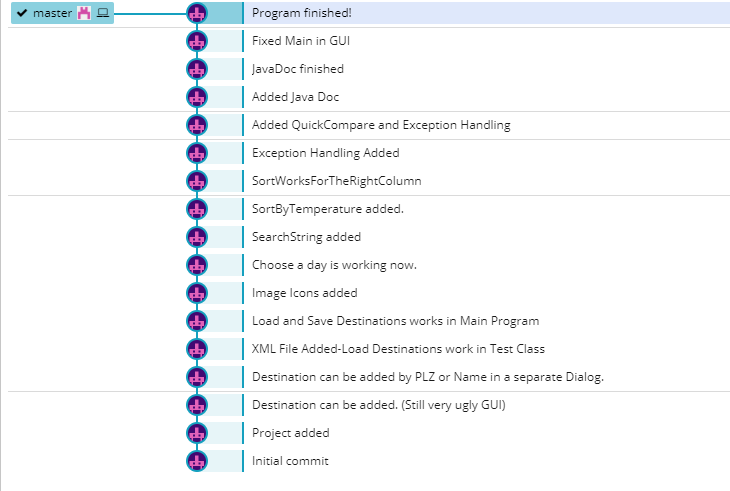 master
Program finished!
Fixed Main in GUI
JavaDoc finished
Added Java Doc
Added QuickCompare and Exception Handling
Exception Handling Added
SortWorksForTheRightColumn
SortByTemperature added.
SearchString added
Choose a day is working now.
Image Icons added
Load and Save Destinations works in Main Program
XML File Added-Load Destinations work in Test Class
Destination can be added by PLZ or Name in a separate Dialog.
Destination can be added. (Still very ugly GUI)
Project added
Initial commit